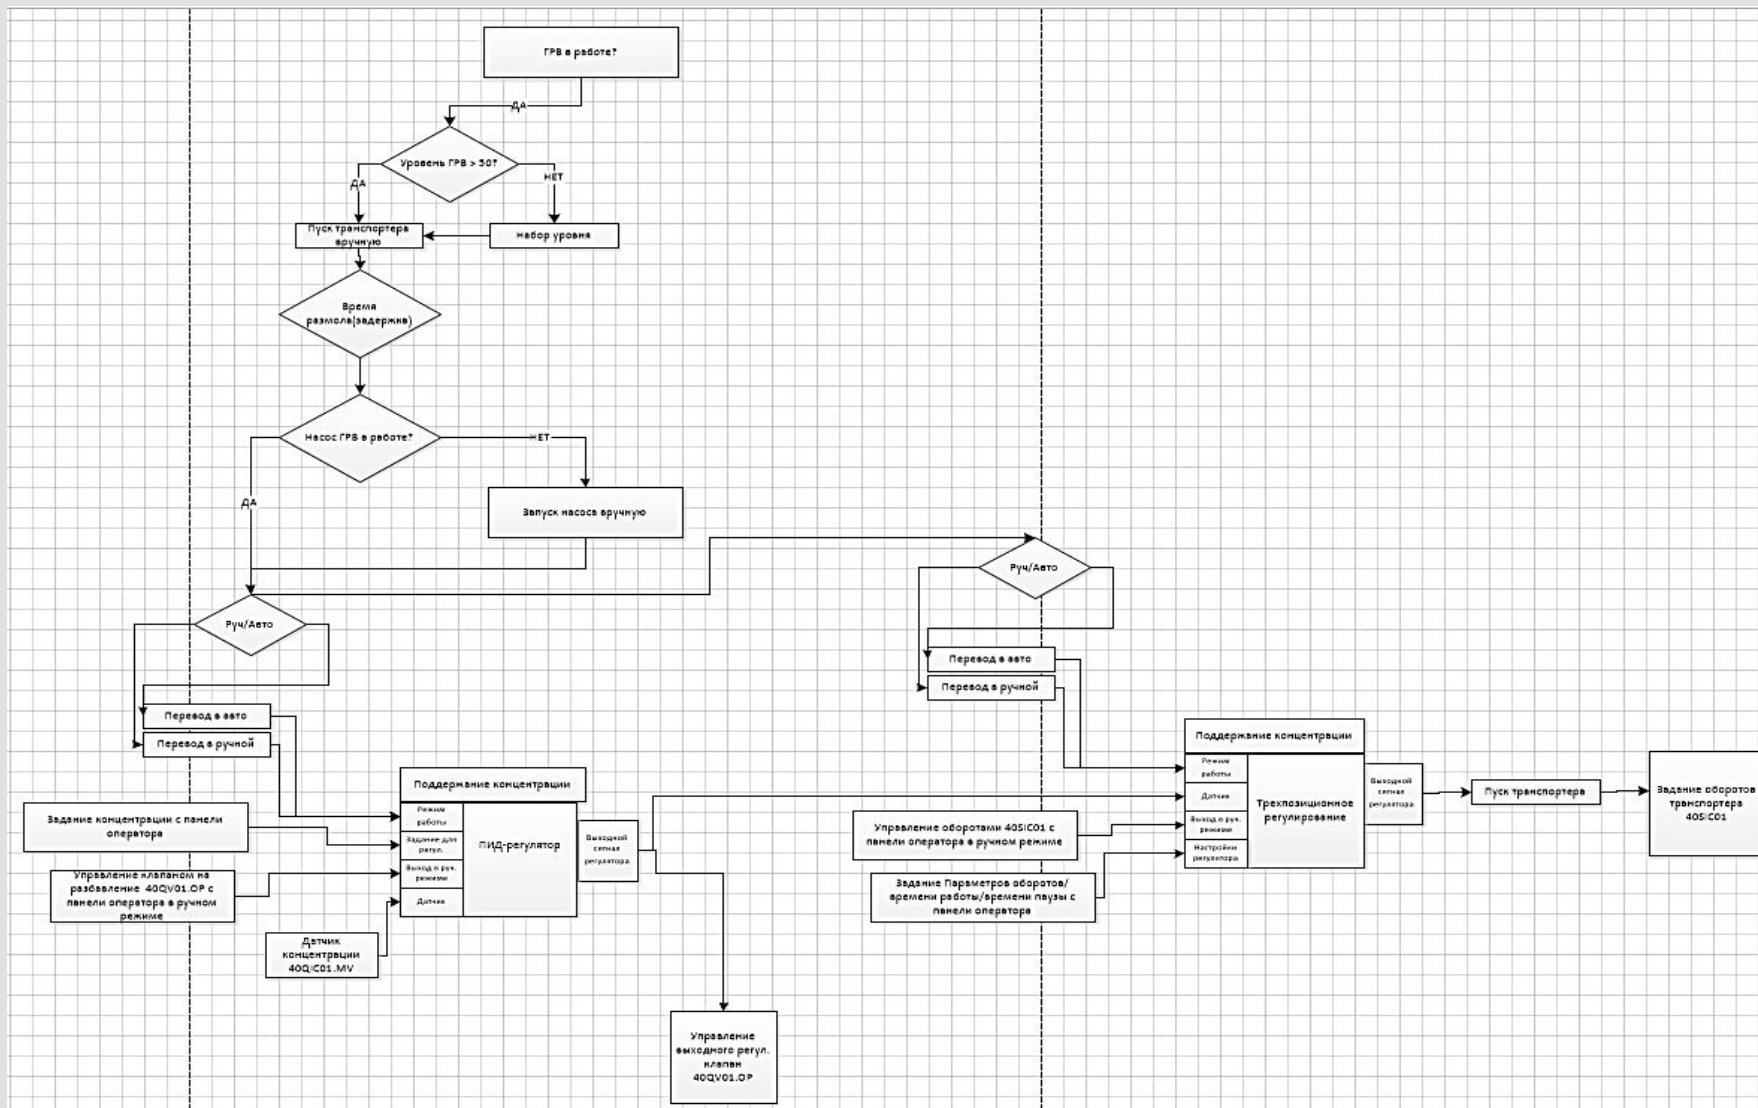 ГРВ в работе?
ДА
Уровень ГРВ > 50?
ДА
НЕТ
Пуск транспортера
вручную
Набор уровня
Время
размола(задержка)
Насос ГРВ в работе?
НЕТ
ДА
Запуск насоса вручную
Руч/Авто
Руч/Авто
Перевод в авто
Перевод в ручной
Перевод в авто
Перевод в ручной
Поддержание концентрации
Режим
работы
Задание для
регул.
Выход в руч.
режиме
Датчик
ПИД-регулятор
Выходной
сигнал
регулятора
Задание концентрации с панели
оператора
Управление клапаном на
разбавление 40QV01.OP с
панели оператора в ручном
режиме
Датчик
концентрации
40QIC01.MV
Управление
выходного регул.
клапан
40QV01.OP
Поддержание концентрации
Режим
работы
Датчик
Выход в руч.
режиме
Настройки
регулятора
Трехпозиционное
регулирование
Выходной
сигнал
регулятора
Управление оборотами 40SIC01 с
панели оператора в ручном режиме
Задание Параметров оборотов/
времени работы/времени паузы с
панели оператора
Пуск транспортера
Задание оборотов
транспортера
40SIC01